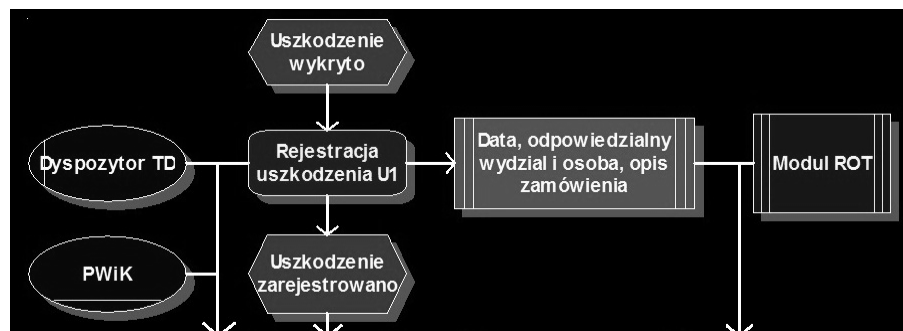 Uszkodzenie
wykryto
Dyspozytor TD
Rejestracja
uszkodzenia U1
Data, odpowiedzialny
wydzial i osoba, opis
zamówienia
Modul ROT
PWiK
Uszkodzenie
zarejestrowano